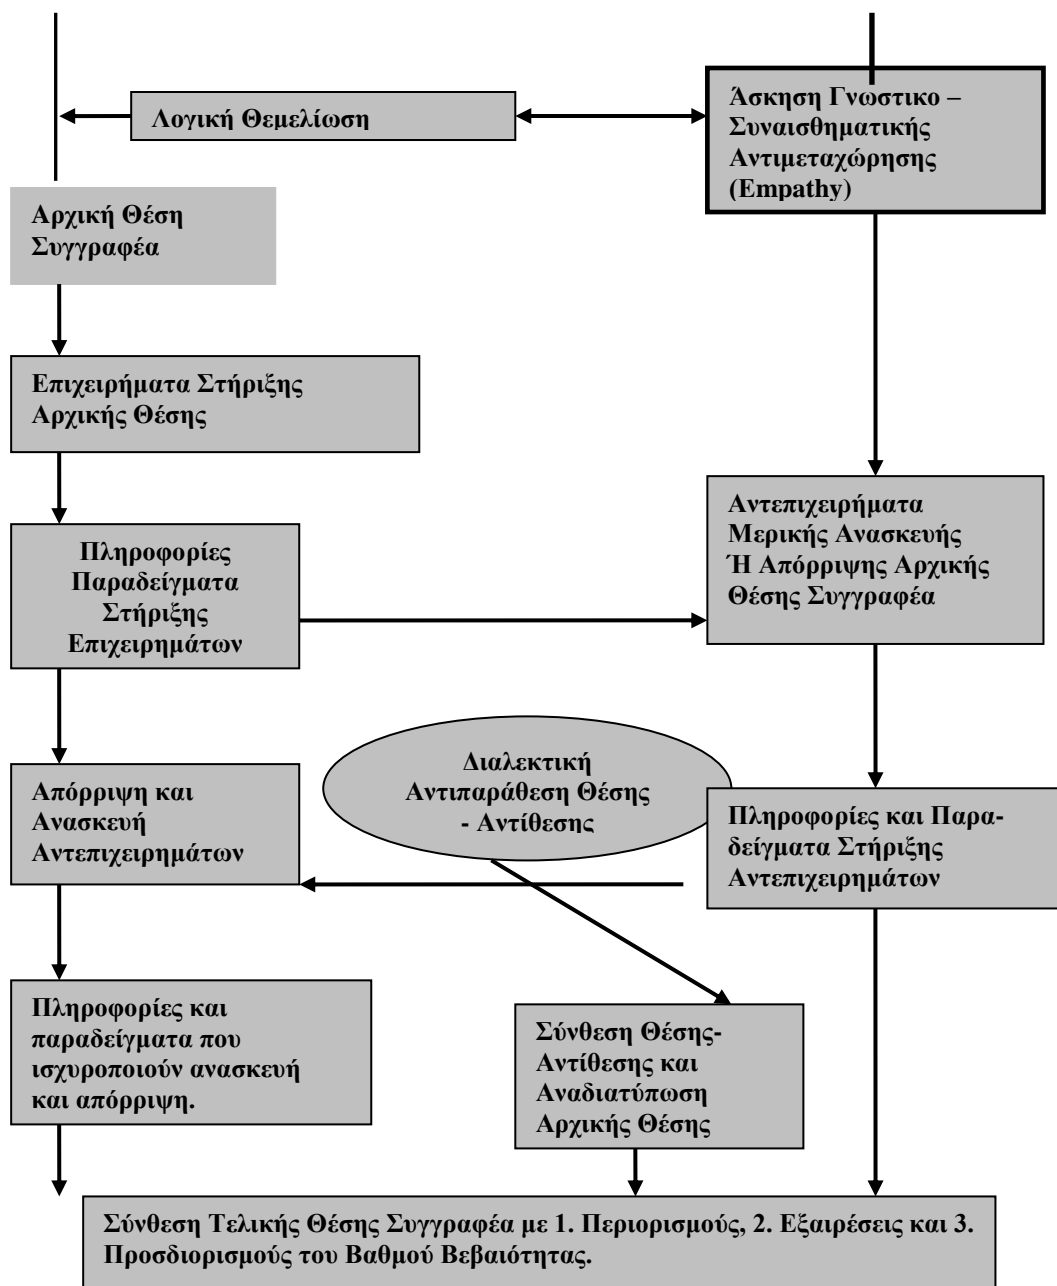 Λογική Θεμελίωση
Άσκηση Γνωστικο –
Συναισθηματικής
Αντιμεταχώρησης
(Empathy)
Αρχική Θέση
Συγγραφέα
Επιχειρήματα Στήριξης
Αρχικής Θέσης
Πληροφορίες
Παραδείγματα
Στήριξης
Επιχειρημάτων
Αντεπιχειρήματα
Μερικής Ανασκευής
Ή Απόρριψης Αρχικής
Θέσης Συγγραφέα
Διαλεκτική
Αντιπαράθεση Θέσης
- Αντίθεσης
Απόρριψη και
Ανασκευή
Αντεπιχειρημάτων
Πληροφορίες και Παρα-
δείγματα Στήριξης
Αντεπιχειρημάτων
Πληροφορίες και
παραδείγματα που
ισχυροποιούν ανασκευή
και απόρριψη.
Σύνθεση Θέσης-
Αντίθεσης και
Αναδιατύπωση
Αρχικής Θέσης
Σύνθεση Τελικής Θέσης Συγγραφέα με 1. Περιορισμούς, 2. Εξαιρέσεις και 3.
Προσδιορισμούς του Βαθμού Βεβαιότητας.